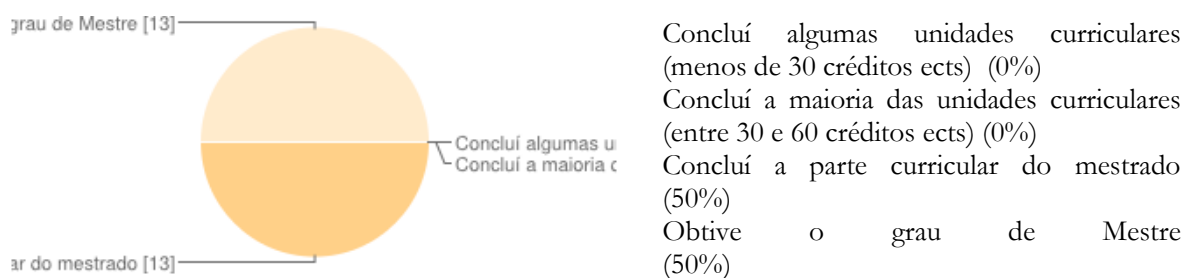 grau de Mestre [13]
Concluí algumas
Concluí a maioria
ar do mestrado [13]
Concluí algumas unidades curriculares
(menos de 30 créditos ects) (0%)
Concluí a maioria das unidades curriculares
(entre 30 e 60 créditos ects) (0%)
Concluí a parte curricular do mestrado
(50%)
Obtive o grau de Mestre
(50%)